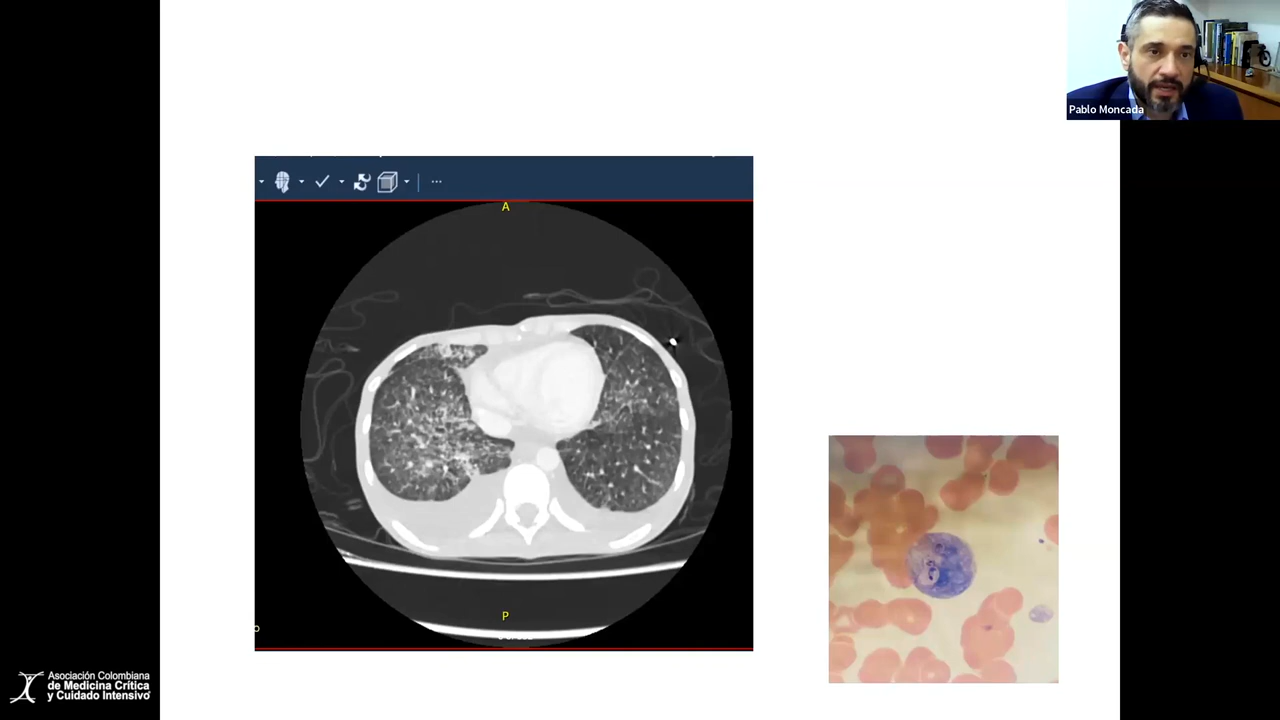 Pablo Moncada
A
P
Asociación Colombiana
de Medicina Crítica
y Cuidado Intensivo